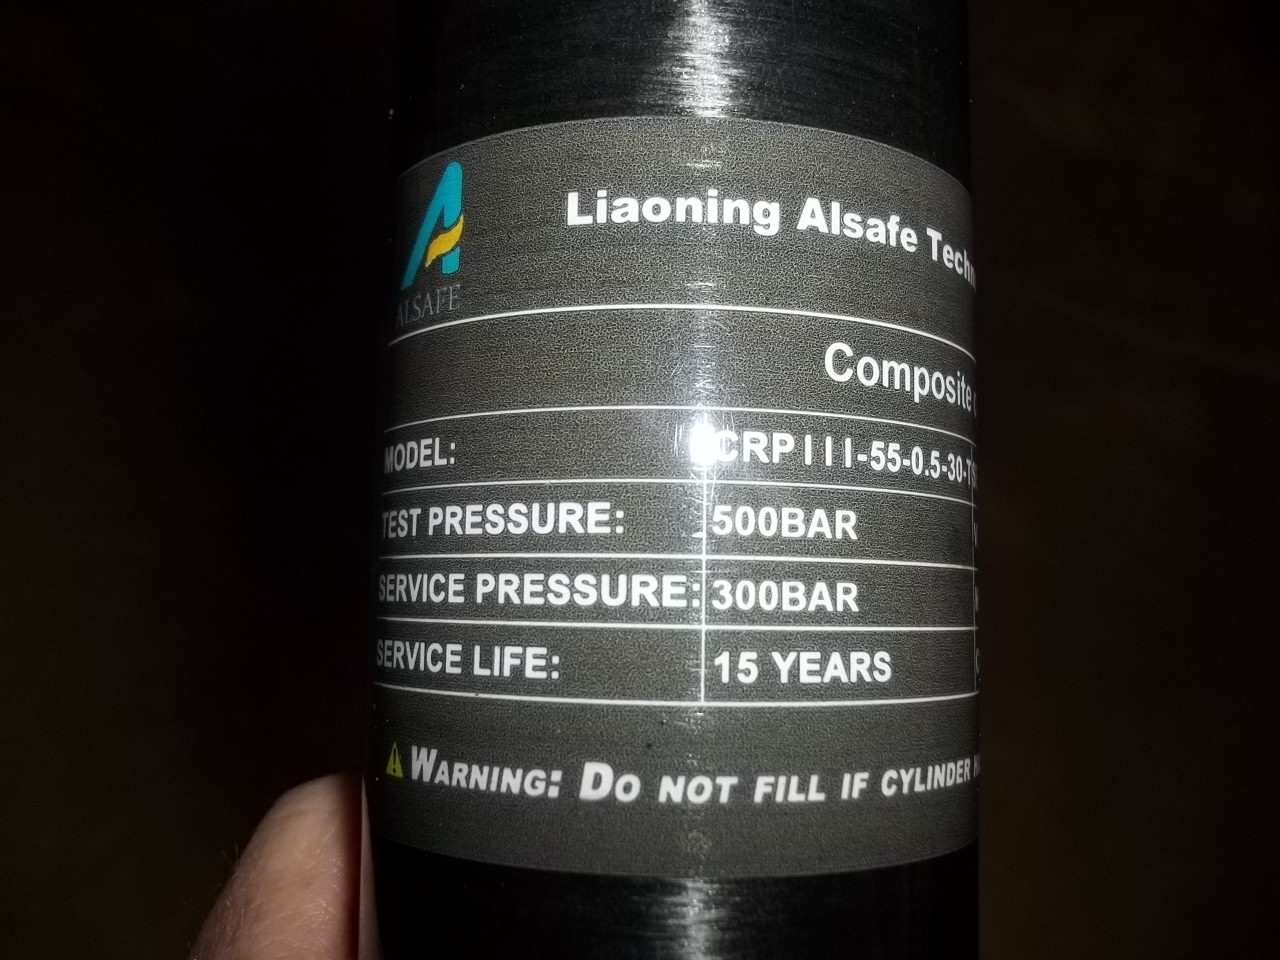 ALSAFE
Liaoning Alsafe
Composite
MODEL: CRPIII-55-0.5-30-T
TEST PRESSURE: 500BAR
SERVICE PRESSURE: 300BAR
SERVICE LIFE: 15 YEARS
WARNING: DO NOT FILL IF CYLINDER